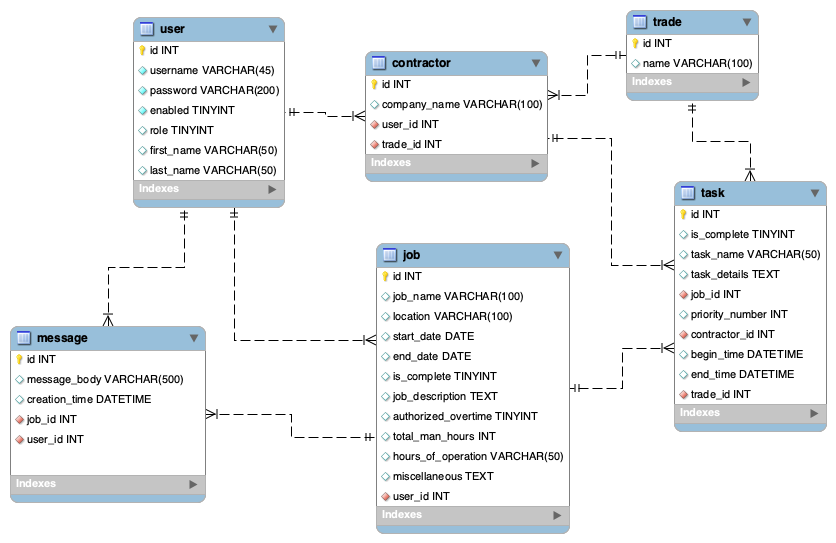 user
id INT
username VARCHAR(45)
password VARCHAR(200)
enabled TINYINT
role TINYINT
first_name VARCHAR(50)
last_name VARCHAR(50)
Indexes
contractor
id INT
company_name VARCHAR(100)
user_id INT
trade_id INT
Indexes
trade
id INT
name VARCHAR(100)
Indexes
task
id INT
is_complete TINYINT
task_name VARCHAR(50)
task_details TEXT
job_id INT
priority_number INT
contractor_id INT
begin_time DATETIME
end_time DATETIME
trade_id INT
Indexes
job
id INT
job_name VARCHAR(100)
location VARCHAR(100)
start_date DATE
end_date DATE
is_complete TINYINT
job_description TEXT
authorized_overtime TINYINT
total_man_hours INT
hours_of_operation VARCHAR(50)
miscellaneous TEXT
user_id INT
Indexes
message
id INT
message_body VARCHAR(500)
creation_time DATETIME
job_id INT
user_id INT
Indexes